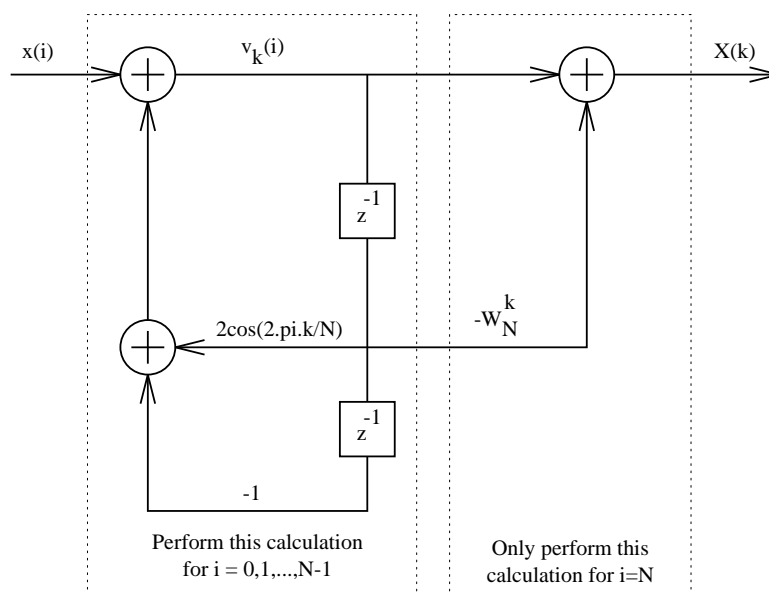 x(i)
v_k(i)
X(k)
z^-1
2cos(2.pi.k/N)
-W_N^k
z^-1
-1
Perform this calculation
for i = 0,1,...,N-1
Only perform this
calculation for i=N